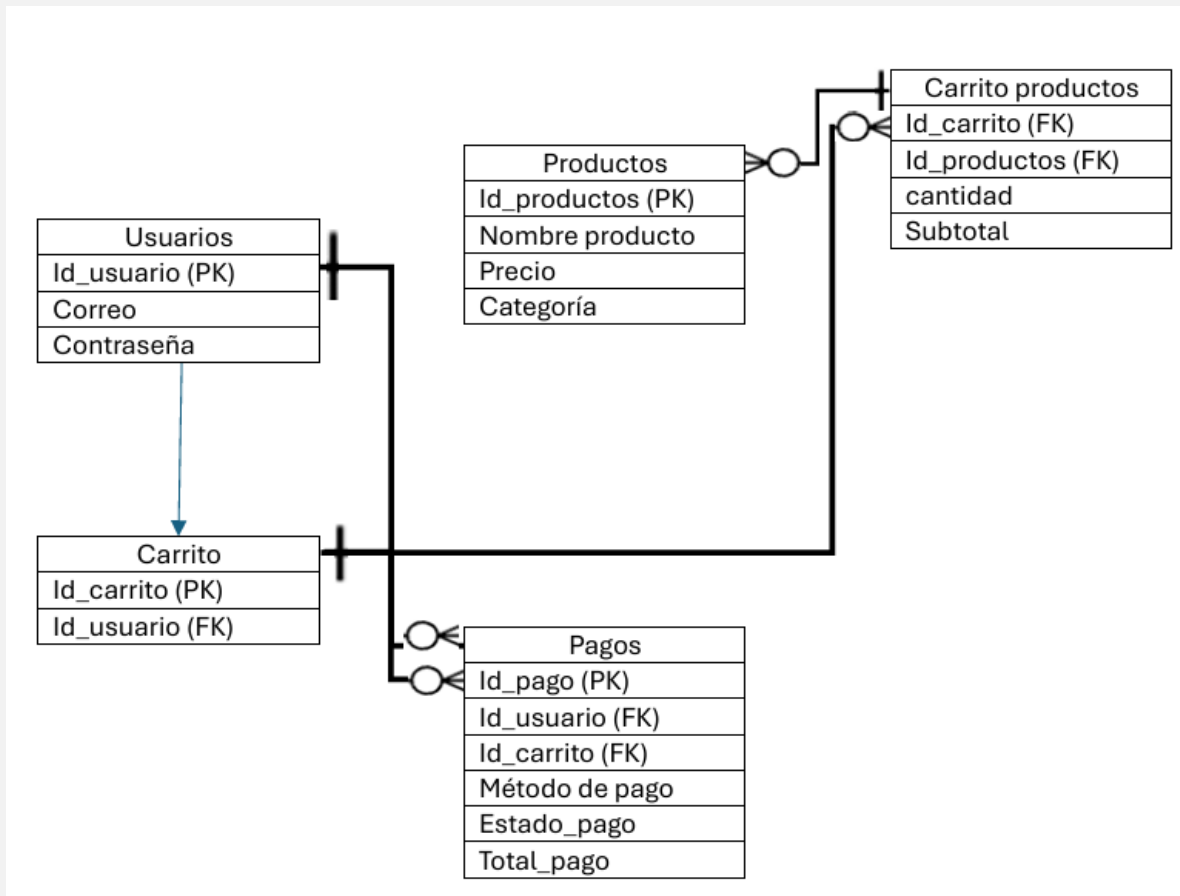 Carrito productos
Id_carrito (FK)
Id_productos (FK)
cantidad
Subtotal
Productos
Id_productos (PK)
Nombre producto
Precio
Categoría
Usuarios
Id_usuario (PK)
Correo
Contraseña
Carrito
Id_carrito (PK)
Id_usuario (FK)
Pagos
Id_pago (PK)
Id_usuario (FK)
Id_carrito (FK)
Método de pago
Estado_pago
Total_pago